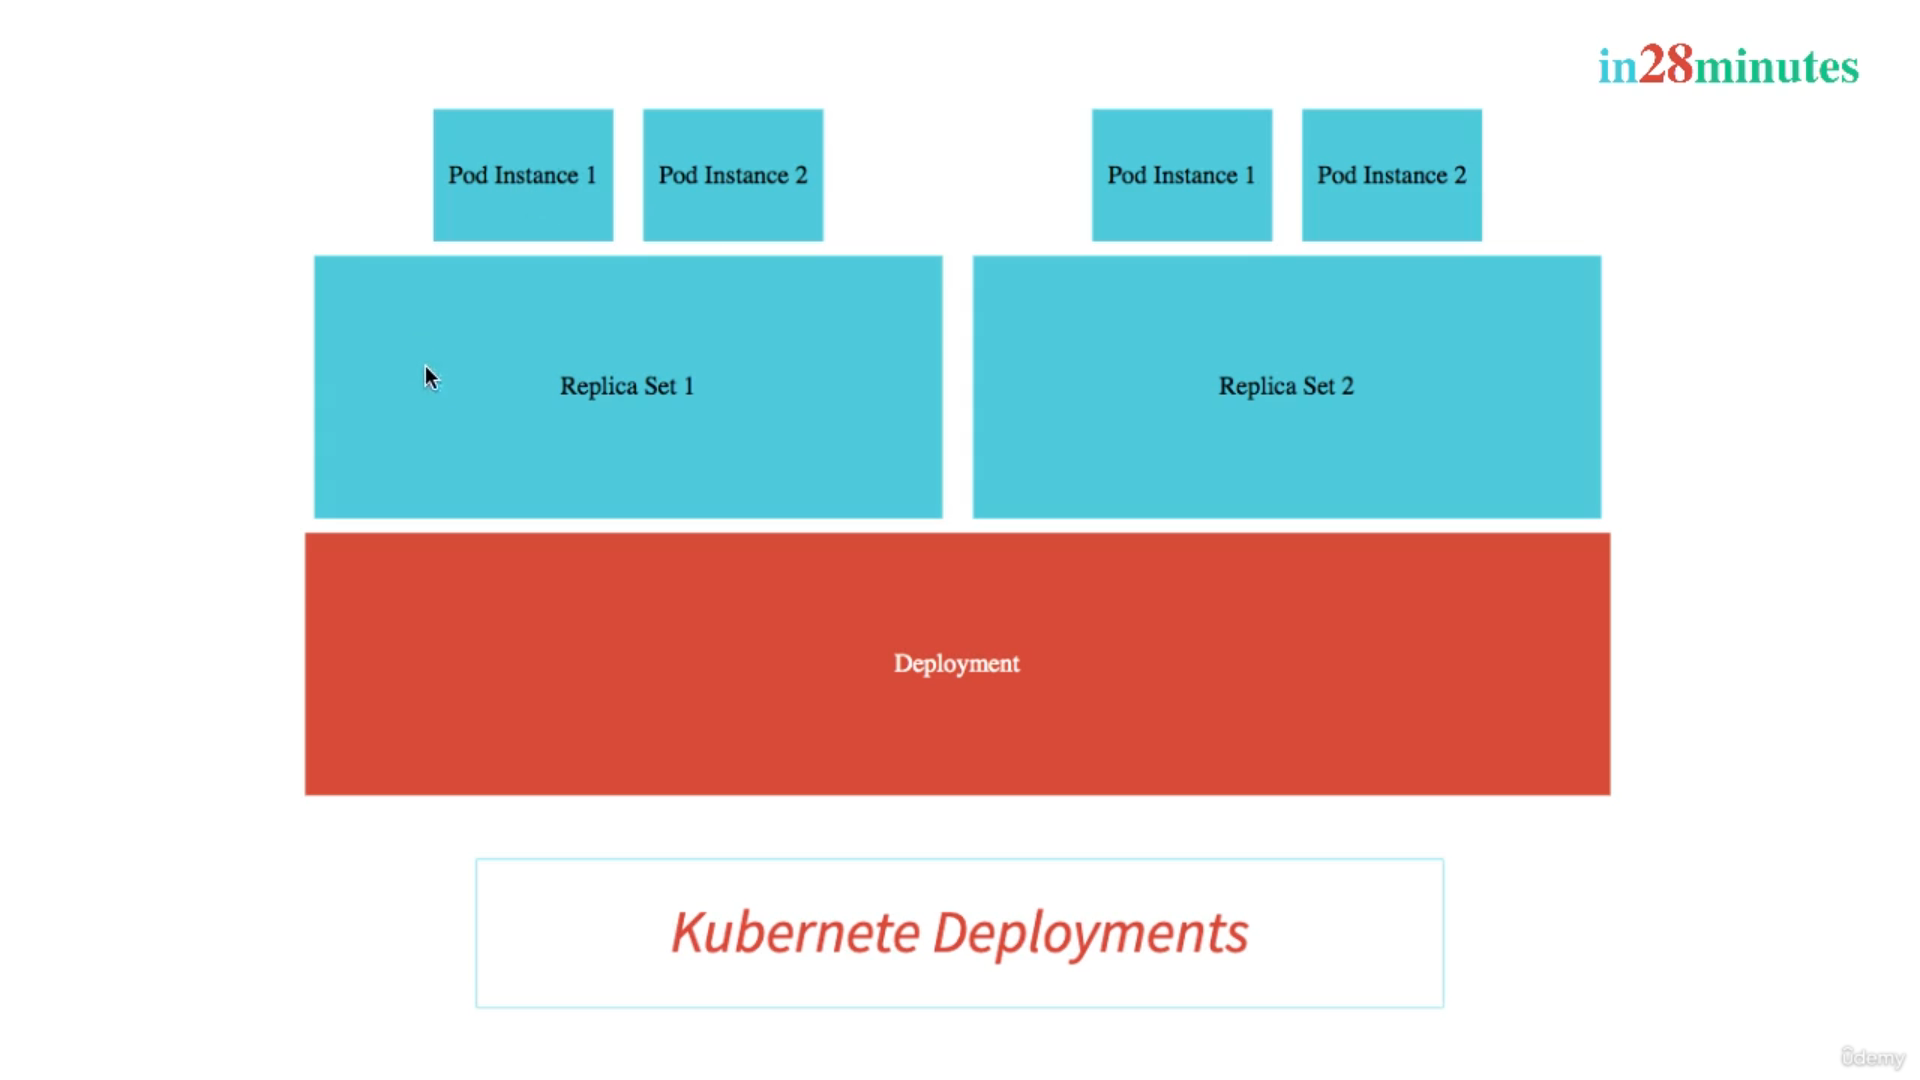 in28minutes
Pod Instance 1
Pod Instance 2
Pod Instance 1
Pod Instance 2
Replica Set 1
Replica Set 2
Deployment
Kubernete Deployments
ûdemy